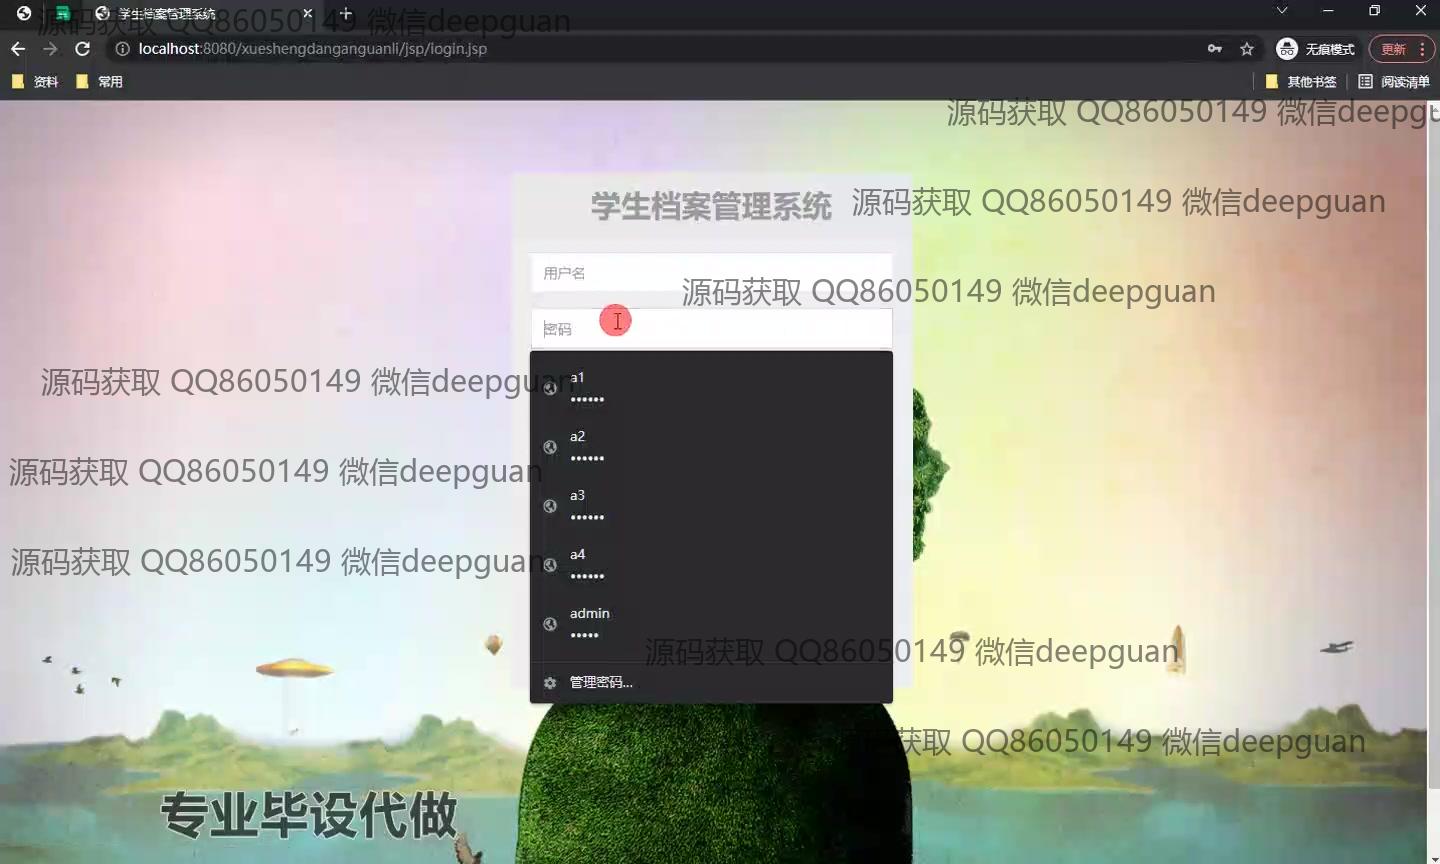 学生档案管理系统
源码获取 QQ86050149 微信deepguan
localhost:8080/xueshengdanganguanli/jsp/login.jsp
无痕模式
更新
资料
常用
其他书签
阅读清单
源码获取 QQ86050149 微信deepgu
学生档案管理系统
源码获取 QQ86050149 微信deepguan
用户名
源码获取 QQ86050149 微信deepguan
密码
a1
••••••
源码获取 QQ86050149 微信deepguan
a2
••••••
源码获取 QQ86050149 微信deepguan
a3
••••••
源码获取 QQ86050149 微信deepguan
a4
••••••
admin
•••••
源码获取 QQ86050149 微信deepguan
管理密码...
获取 QQ86050149 微信deepguan
专业毕设代做